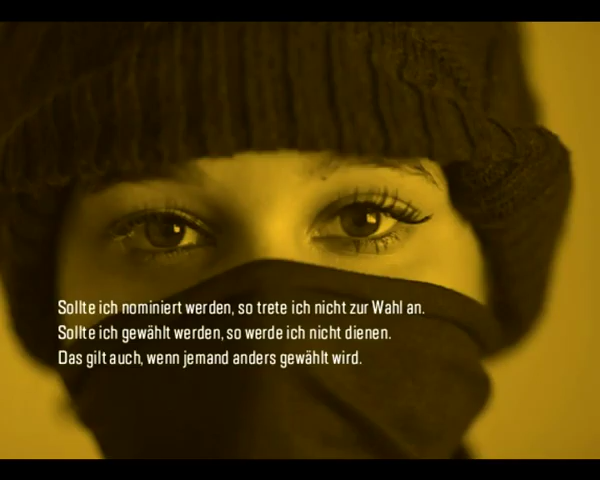 Sollte ich nominiert werden, so trete ich nicht zur Wahl an.
Sollte ich gewählt werden, so werde ich nicht dienen.
Das gilt auch, wenn jemand anders gewählt wird.